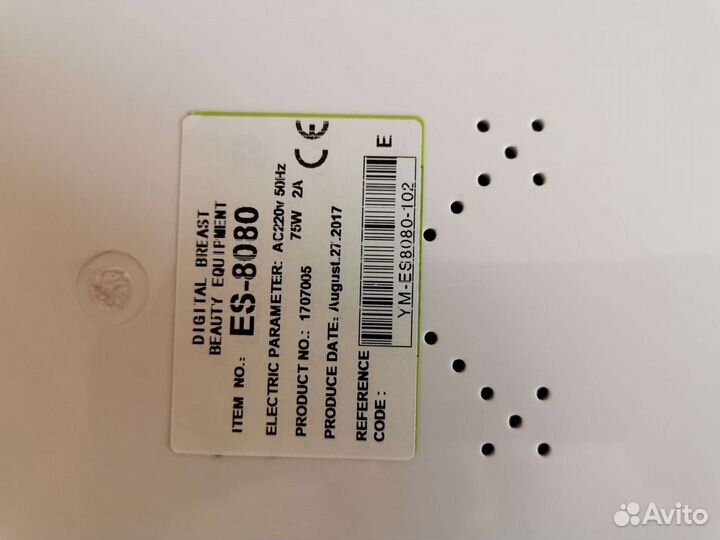 DIGITAL BREAST
BEAUTY EQUIPMENT
ITEM NO.: ES-8080
ELECTRIC PARAMETER: AC220v 50Hz
75W 2A
PRODUCT NO.: 1707005
CE
PRODUCE DATE: August.27.2017
REFERENCE
CODE :
YM-ES8080-102
E
Avito